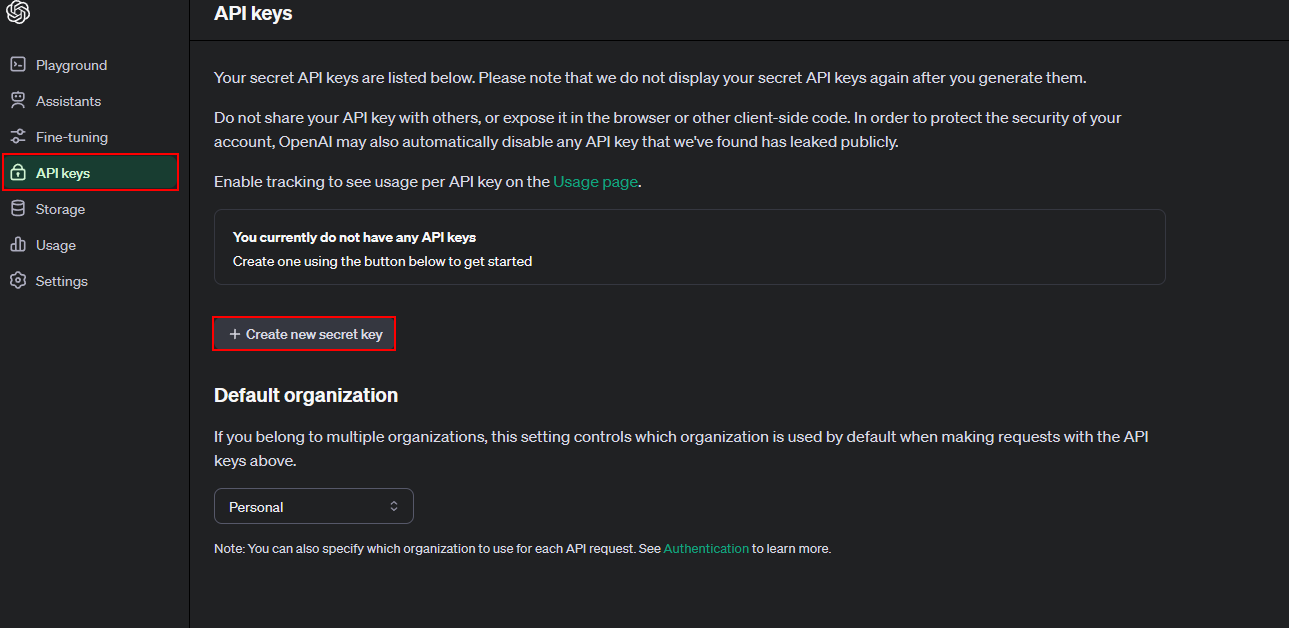 API keys
Playground
Assistants
Fine-tuning
API keys
Storage
Usage
Settings
Your secret API keys are listed below. Please note that we do not display your secret API keys again after you generate them.
Do not share your API key with others, or expose it in the browser or other client-side code. In order to protect the security of your
account, OpenAI may also automatically disable any API key that we've found has leaked publicly.
Enable tracking to see usage per API key on the Usage page.
You currently do not have any API keys
Create one using the button below to get started
+ Create new secret key
Default organization
If you belong to multiple organizations, this setting controls which organization is used by default when making requests with the API
keys above.
Personal
Note: You can also specify which organization to use for each API request. See Authentication to learn more.